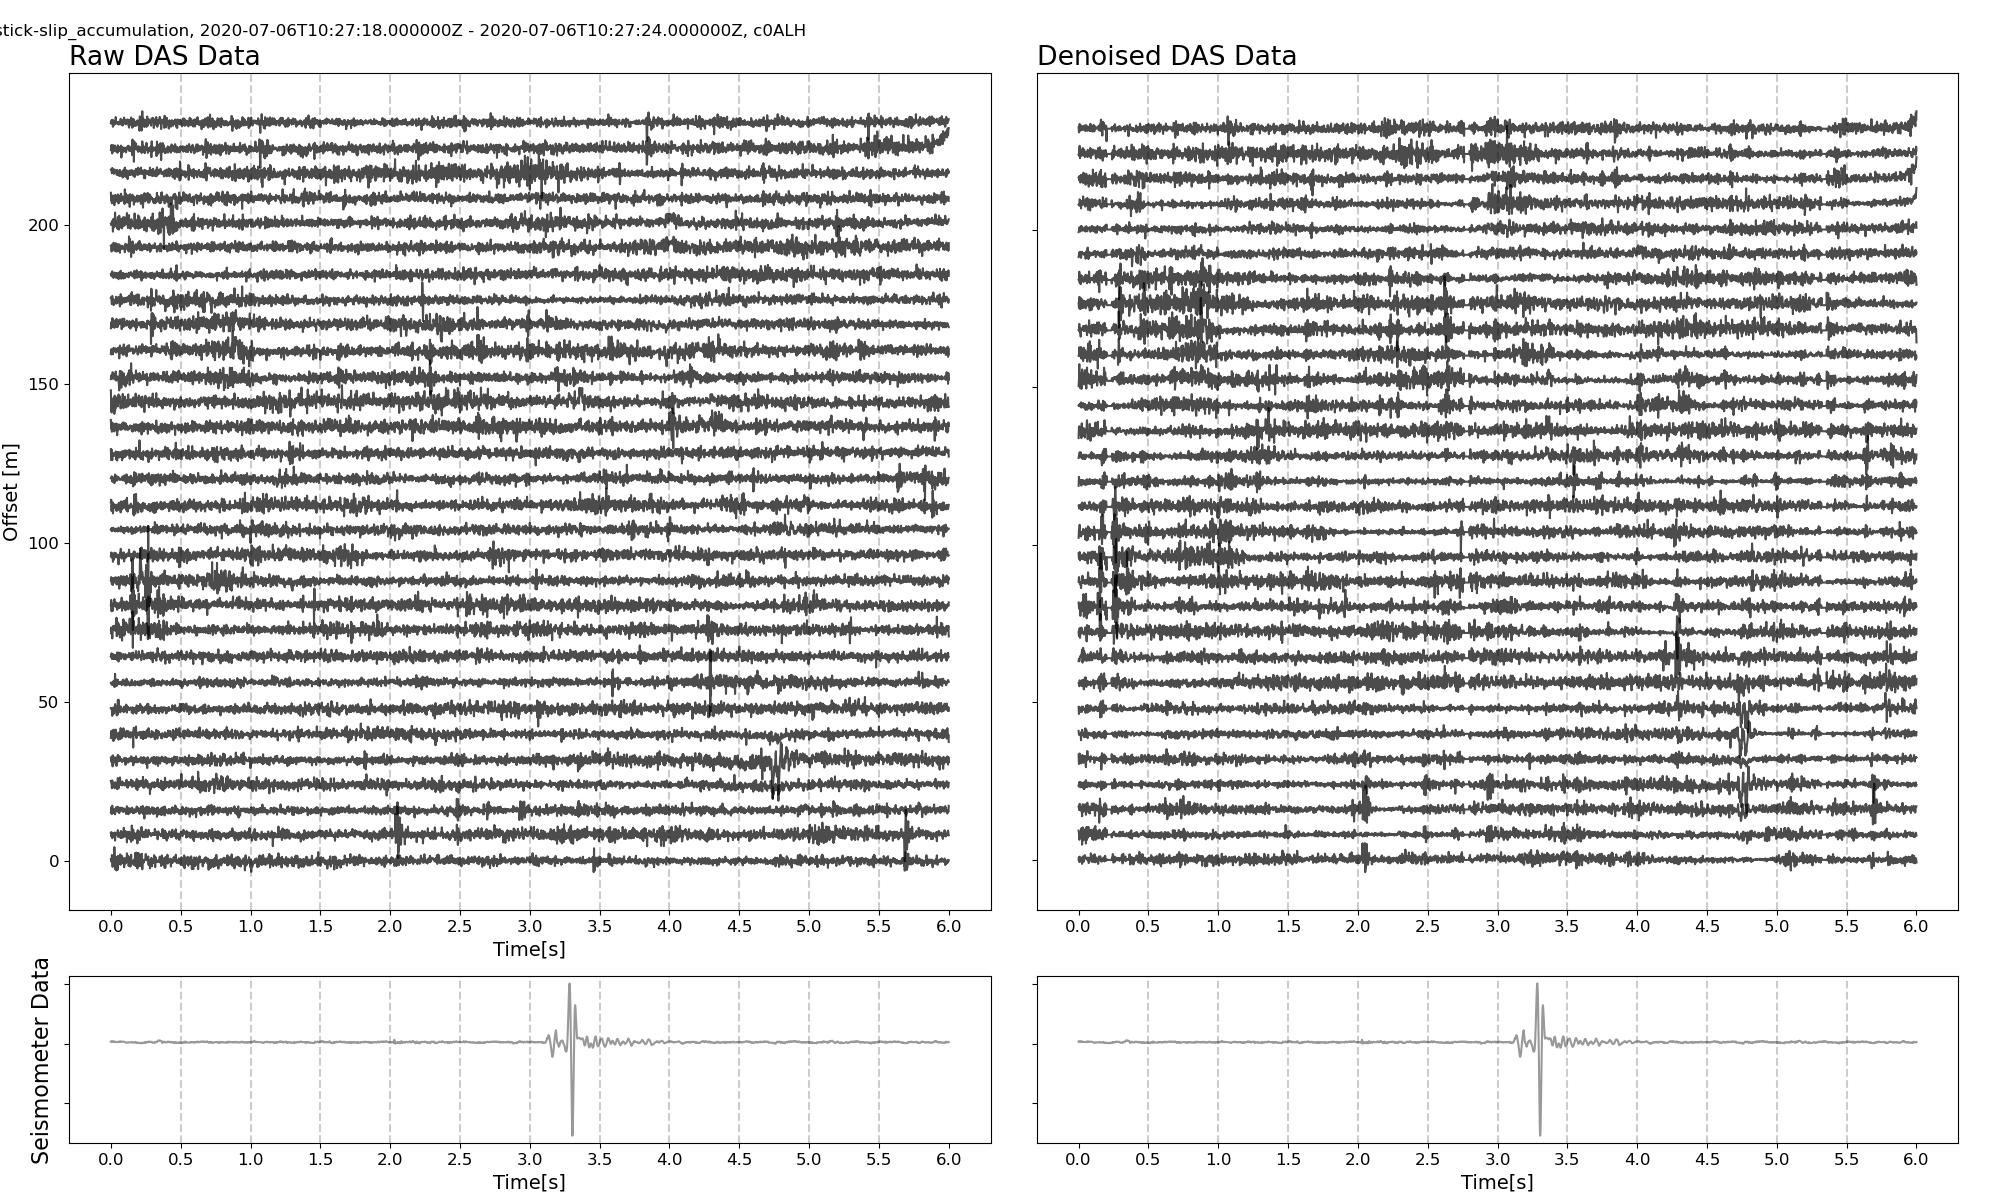 stick-slip_accumulation, 2020-07-06T10:27:18.000000Z - 2020-07-06T10:27:24.000000Z, c0ALH
Raw DAS Data
Denoised DAS Data
Offset [m]
200
150
100
50
0
0.0 0.5 1.0 1.5 2.0 2.5 3.0 3.5 4.0 4.5 5.0 5.5 6.0
Time[s]
0.0 0.5 1.0 1.5 2.0 2.5 3.0 3.5 4.0 4.5 5.0 5.5 6.0
Seismometer Data
0.0 0.5 1.0 1.5 2.0 2.5 3.0 3.5 4.0 4.5 5.0 5.5 6.0
Time[s]
0.0 0.5 1.0 1.5 2.0 2.5 3.0 3.5 4.0 4.5 5.0 5.5 6.0
Time[s]